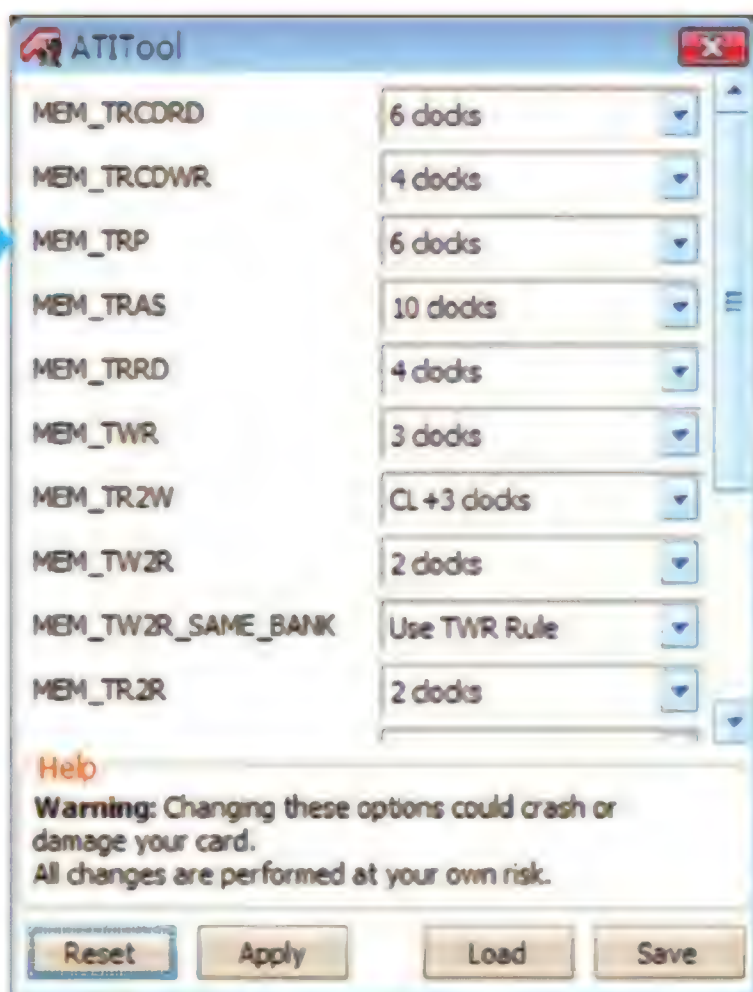 ATITool
MEM_TRCDRD 6 clocks
MEM_TRCDWR 4 clocks
MEM_TRP 6 clocks
MEM_TRAS 10 clocks
MEM_TRRD 4 clocks
MEM_TWR 3 clocks
MEM_TR2W CL +3 clocks
MEM_TW2R 2 clocks
MEM_TW2R_SAME_BANK Use TWR Rule
MEM_TR2R 2 clocks
Help
Warning: Changing these options could crash or
damage your card.
All changes are performed at your own risk.
Reset Apply Load Save